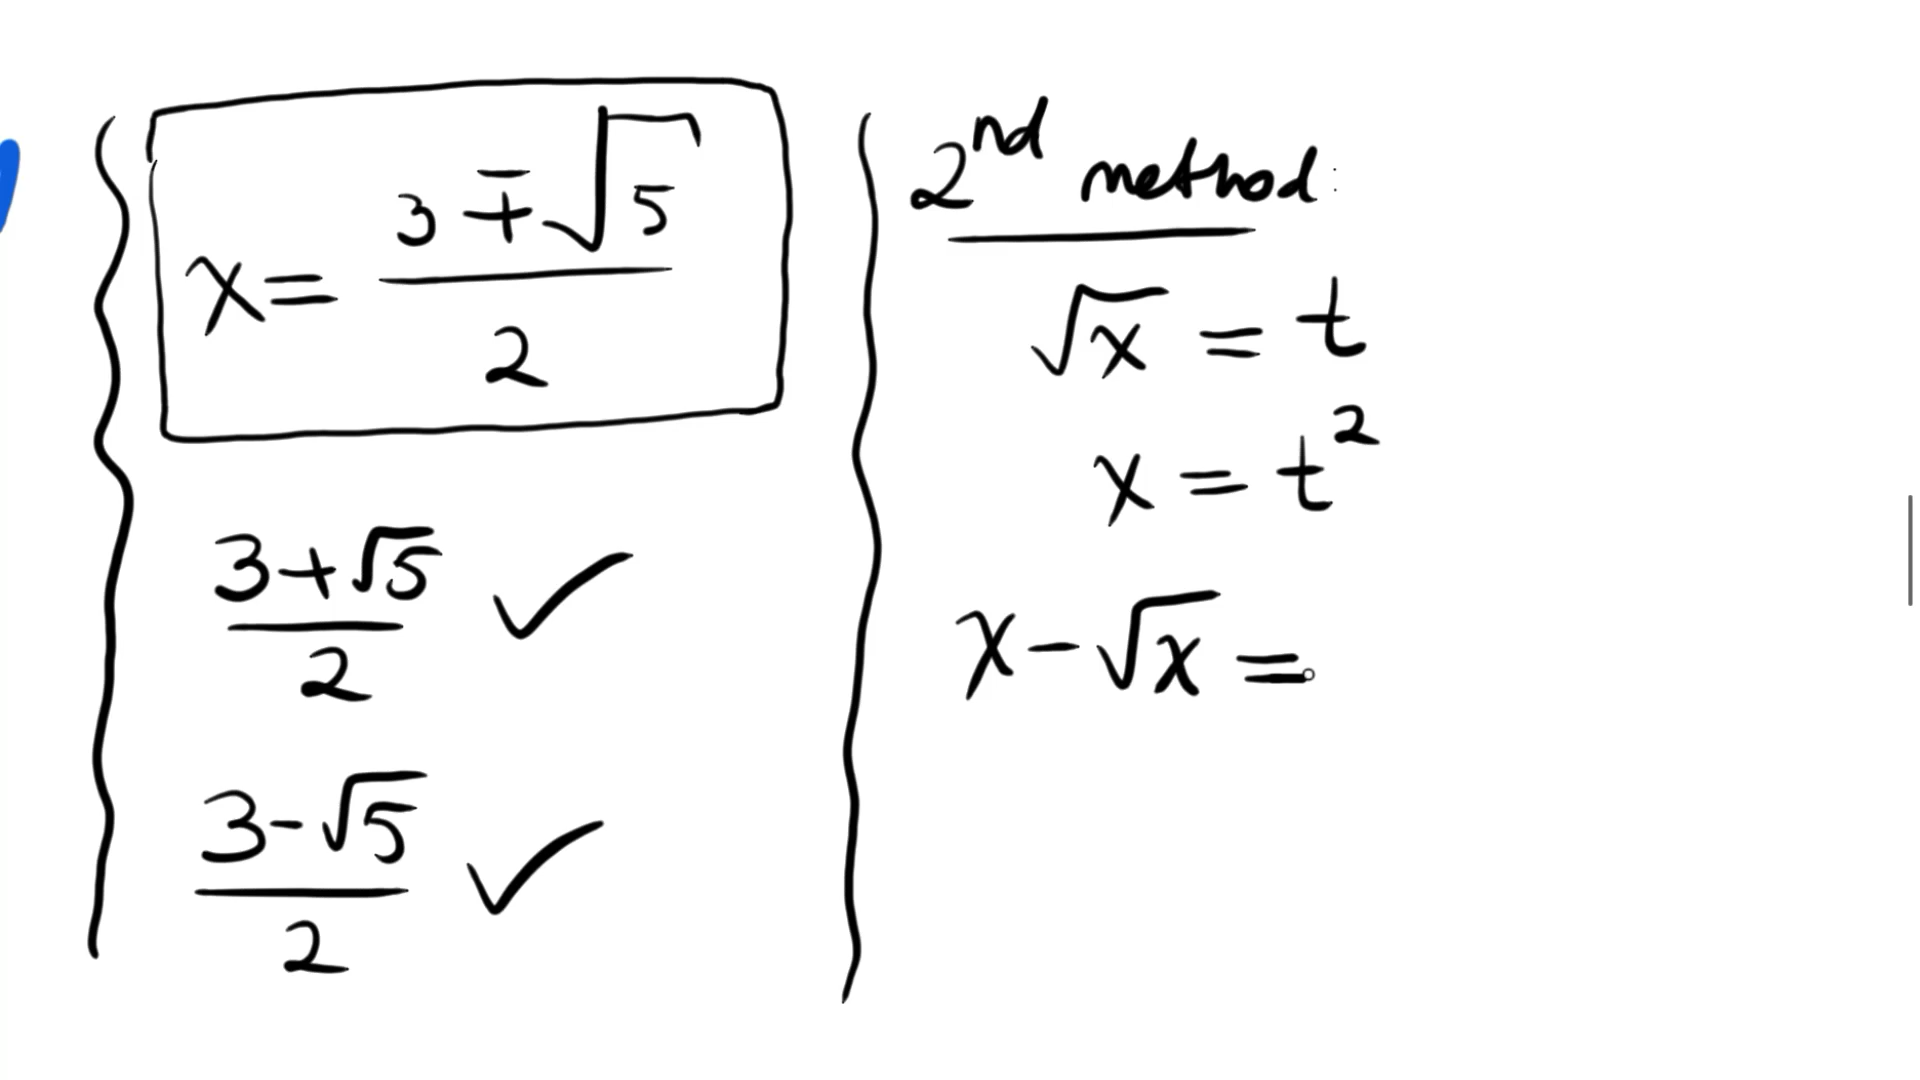 x = (3 ∓ √5) / 2
(3 + √5) / 2 ✓
(3 - √5) / 2 ✓
2nd method:
√x = t
x = t²
x - √x =